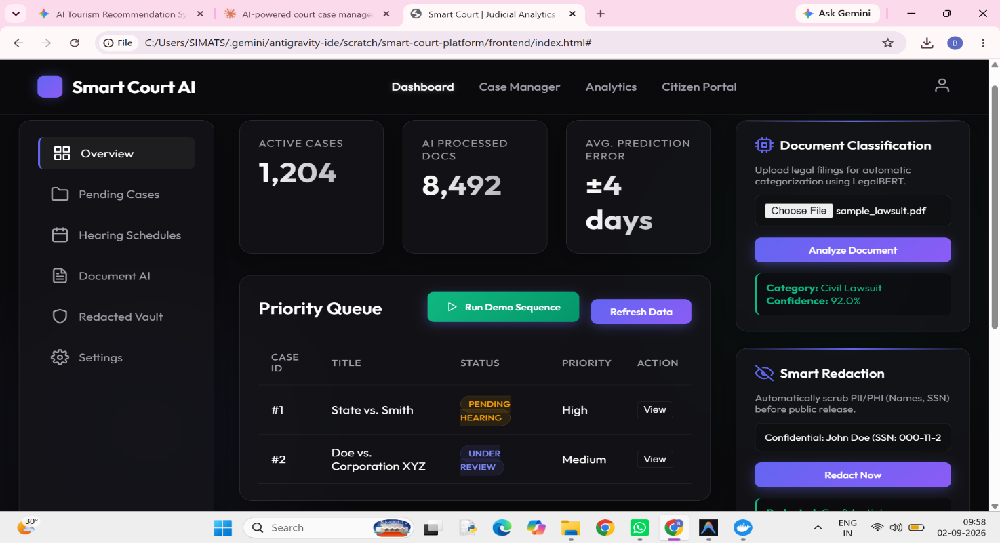 AI Tourism Recommendation Sy
AI-powered court case manage
Smart Court | Judicial Analytics
Ask Gemini
File
C:/Users/SIMATS/.gemini/antigravity-ide/scratch/smart-court-platform/frontend/index.html#
B
Smart Court AI
Dashboard
Case Manager
Analytics
Citizen Portal
Overview
Pending Cases
Hearing Schedules
Document AI
Redacted Vault
Settings
ACTIVE CASES
1,204
AI PROCESSED
DOCS
8,492
AVG. PREDICTION
ERROR
±4
days
Priority Queue
Run Demo Sequence
Refresh Data
CASE
ID
TITLE
STATUS
PRIORITY
ACTION
#1
State vs. Smith
PENDING
HEARING
High
View
#2
Doe vs.
Corporation XYZ
UNDER
REVIEW
Medium
View
Document Classification
Upload legal filings for automatic
categorization using LegalBERT.
Choose File sample_lawsuit.pdf
Analyze Document
Category: Civil Lawsuit
Confidence: 92.0%
Smart Redaction
Automatically scrub PII/PHI (Names, SSN)
before public release.
Confidential: John Doe (SSN: 000-11-2
Redact Now
30°
Search
ENG
IN
09:58
02-09-2026